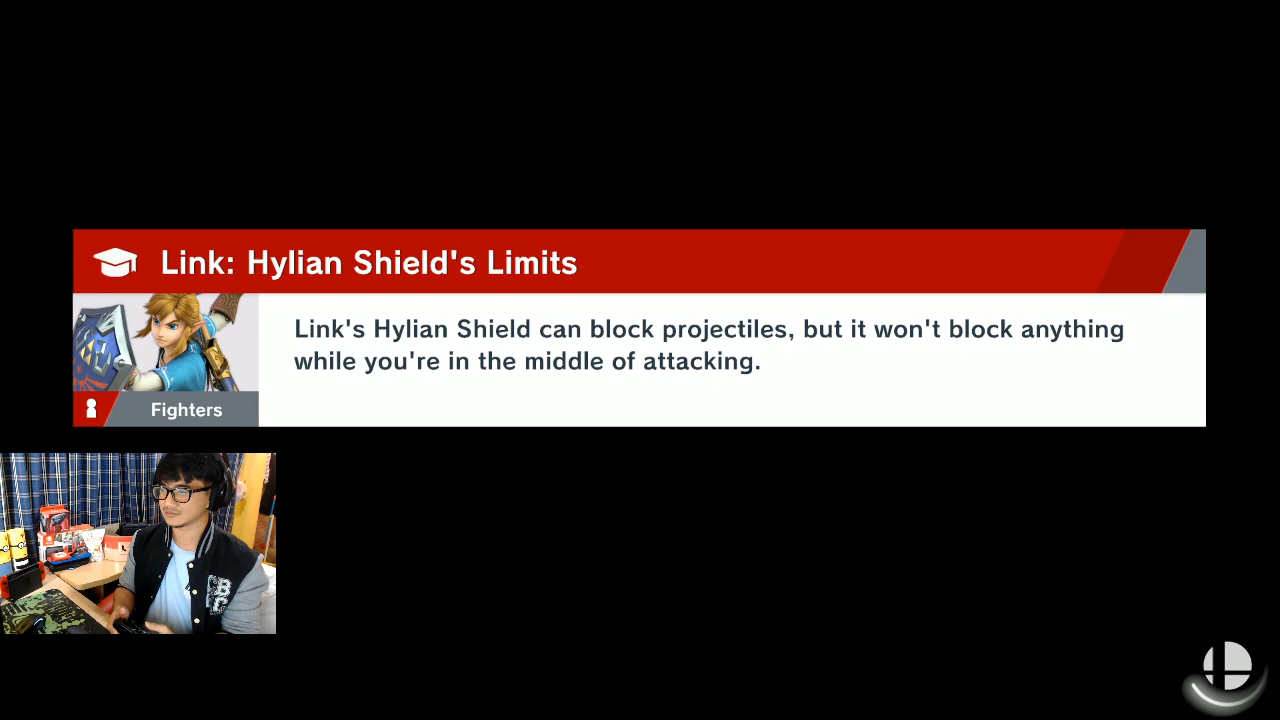 Link: Hylian Shield's Limits
Link's Hylian Shield can block projectiles, but it won't block anything
while you're in the middle of attacking.
Fighters